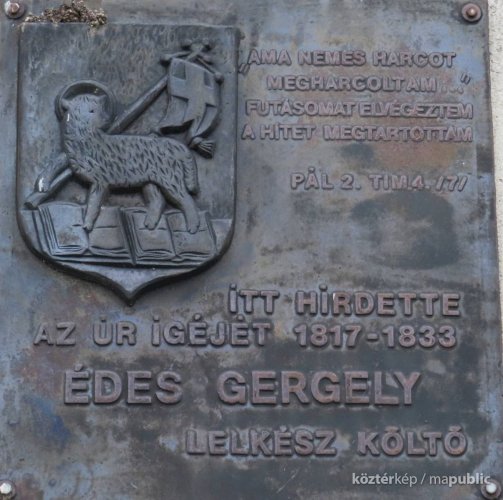 köztérkép
„AMA NEMES HARCOT
MEGHARCOLTAM..."
FUTÁSOMAT ELVÉGEZTEM
A HITET MEGTARTOTTAM
PÁL 2. TIM 4. /7/
ITT HIRDETTE
AZ ÚR IGÉJÉT 1817-1833
ÉDES GERGELY
LELKÉSZ KÖLTŐ
köztérkép / mapublic